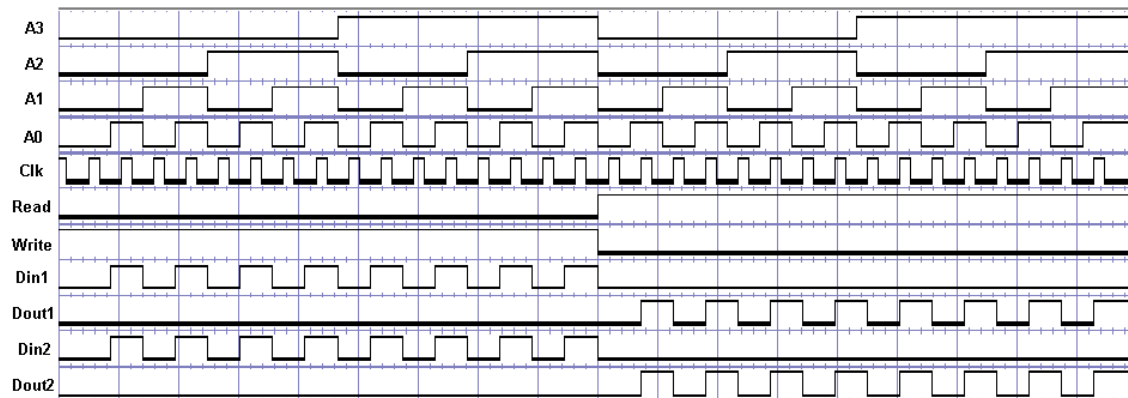 A3
A2
A1
A0
Clk
Read
Write
Din1
Dout1
Din2
Dout2